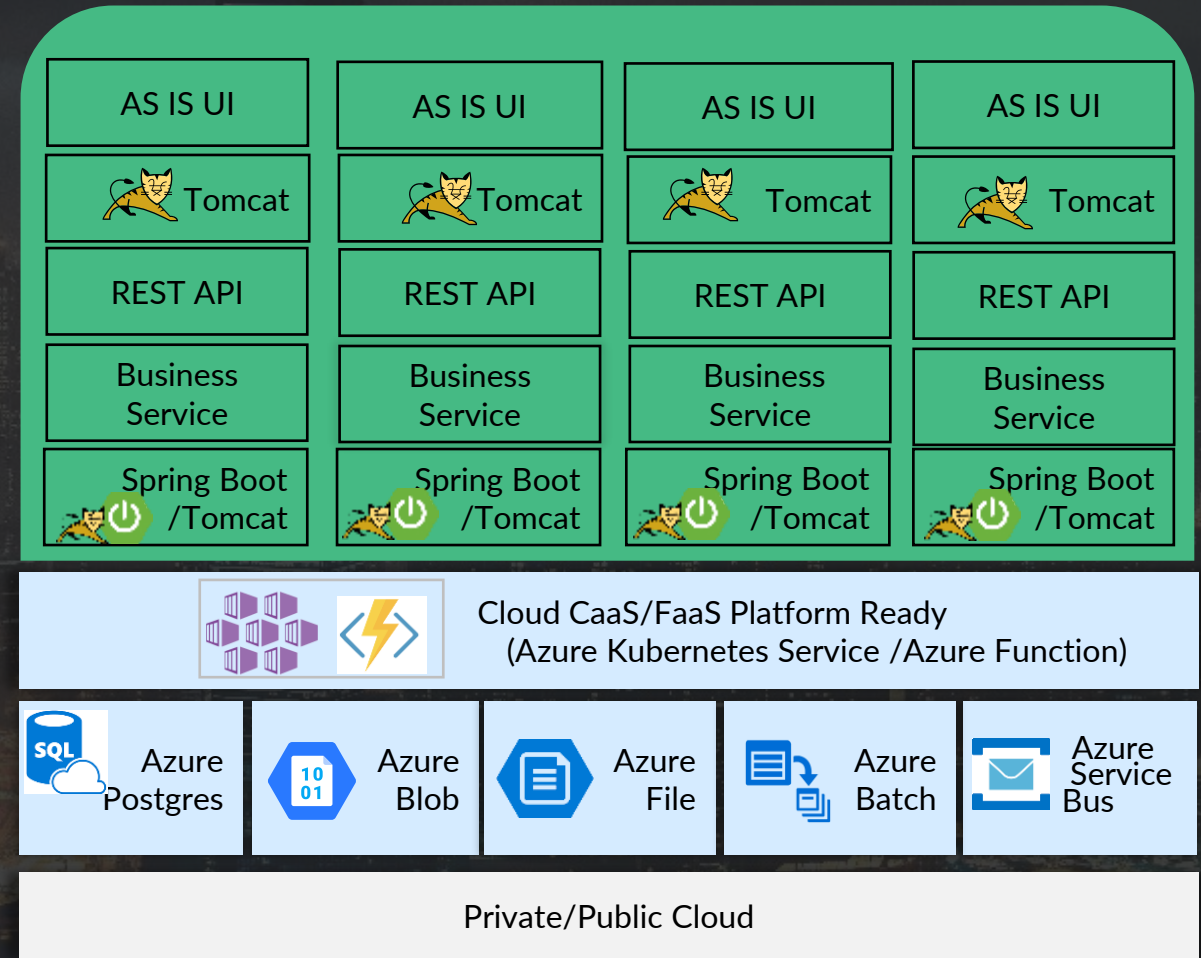 AS IS UI
AS IS UI
AS IS UI
AS IS UI
Tomcat
Tomcat
Tomcat
Tomcat
REST API
REST API
REST API
REST API
Business
Service
Business
Service
Business
Service
Business
Service
Spring Boot
/Tomcat
Spring Boot
/Tomcat
Spring Boot
/Tomcat
Spring Boot
/Tomcat
Cloud CaaS/FaaS Platform Ready
(Azure Kubernetes Service /Azure Function)
SQL
Azure
Postgres
10
01
Azure
Blob
Azure
File
Azure
Batch
Azure
Service
Bus
Private/Public Cloud